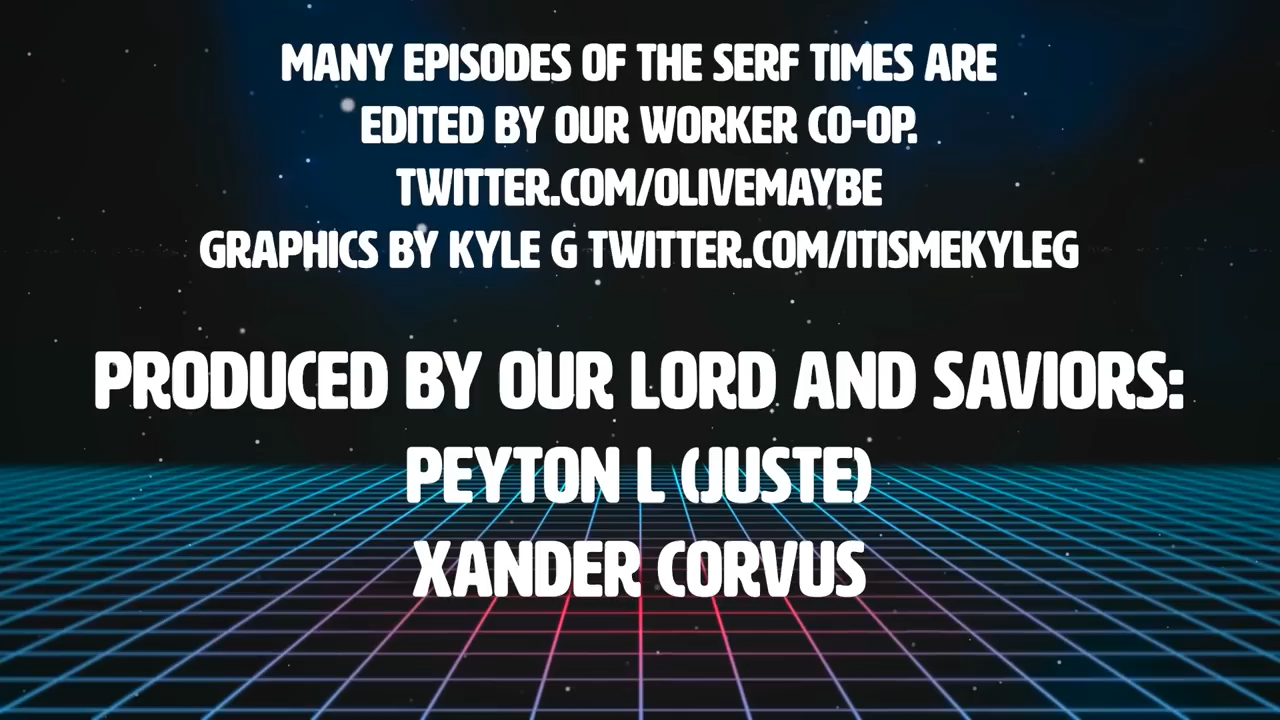 MANY EPISODES OF THE SERF TIMES ARE
EDITED BY OUR WORKER CO-OP.
TWITTER.COM/OLIVEMAYBE
GRAPHICS BY KYLE G TWITTER.COM/ITISMEKYLEG
PRODUCED BY OUR LORD AND SAVIORS:
PEYTON L (JUSTE)
XANDER CORVUS